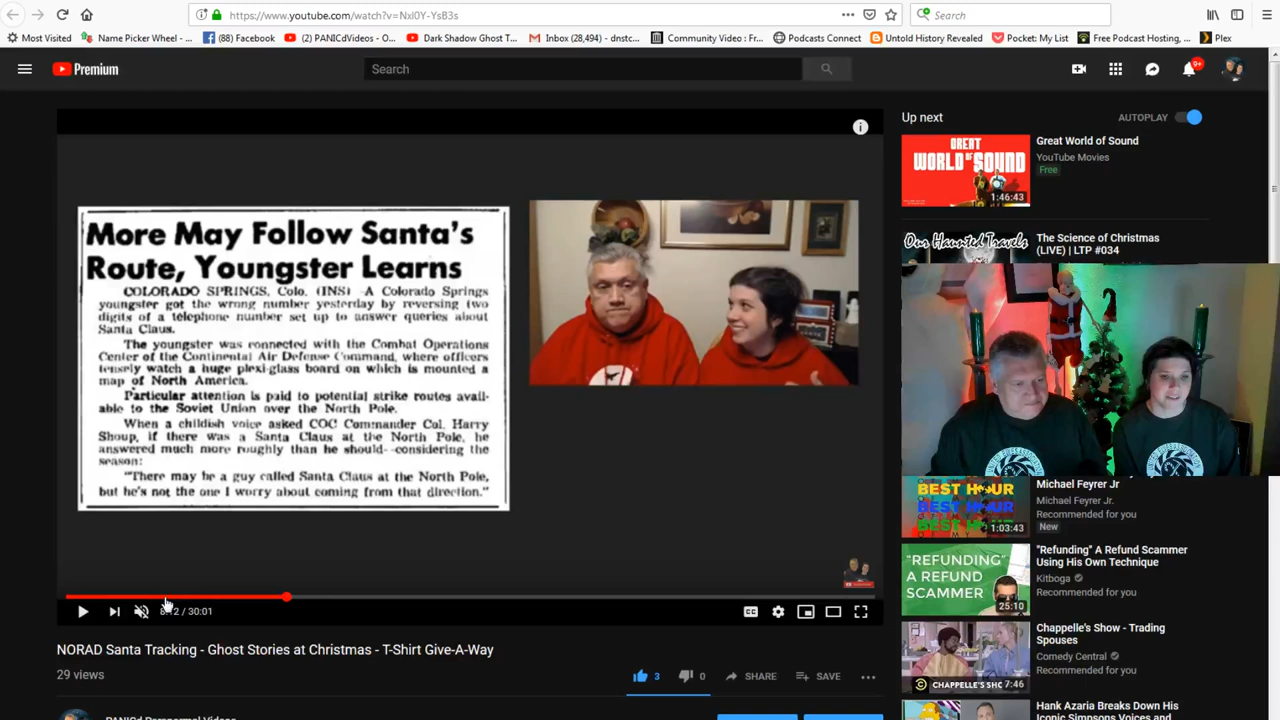 https://www.youtube.com/watch?v=NxI0Y-YsB3s
Search
Most Visited
Name Picker Wheel -...
(88) Facebook
(2) PANICdVideos - O...
Dark Shadow Ghost T...
Inbox (28,494) - dnstc...
Community Video : Fr...
Podcasts Connect
Untold History Revealed
Pocket: My List
Free Podcast Hosting, ...
Plex
Premium
Search
9+
More May Follow Santa's
Route, Youngster Learns
COLORADO SPRINGS, Colo. (INS) -A Colorado Springs
youngster got the wrong number yesterday by reversing two
digits of a telephone number set up to answer queries about
Santa Claus.
The youngster was connected with the Combat Operations
Center of the Continental Air Defense Command, where officers
tensely watch a huge plexi-glass board on which is mounted a
map of North America.
Particular attention is paid to potential strike routes avail-
able to the Soviet Union over the North Pole.
When a childish voice asked COC Commander Col. Harry
Shoup, if there was a Santa Claus at the North Pole, he
answered much more roughly than he should--considering the
season:
"There may be a guy called Santa Claus at the North Pole,
but he's not the one I worry about coming from that direction."
/ 30:01
CC
NORAD Santa Tracking - Ghost Stories at Christmas - T-Shirt Give-A-Way
29 views
3
0
SHARE
SAVE
PANICd Paranormal Videos
Up next
AUTOPLAY
GREAT
WORLD OF
SOUND
1:46:43
Great World of Sound
YouTube Movies
Free
Our Haunted Travels
The Science of Christmas
(LIVE) | LTP #034
BEST HOUR
1:03:43
Michael Feyrer Jr
Michael Feyrer Jr.
Recommended for you
New
"REFUNDING"
A REFUND
SCAMMER
25:10
"Refunding" A Refund Scammer
Using His Own Technique
Kitboga
Recommended for you
CHAPPELLE'S SHO
7:46
Chappelle's Show - Trading
Spouses
Comedy Central
Recommended for you
Hank Azaria Breaks Down His
Iconic Simpsons Voices and